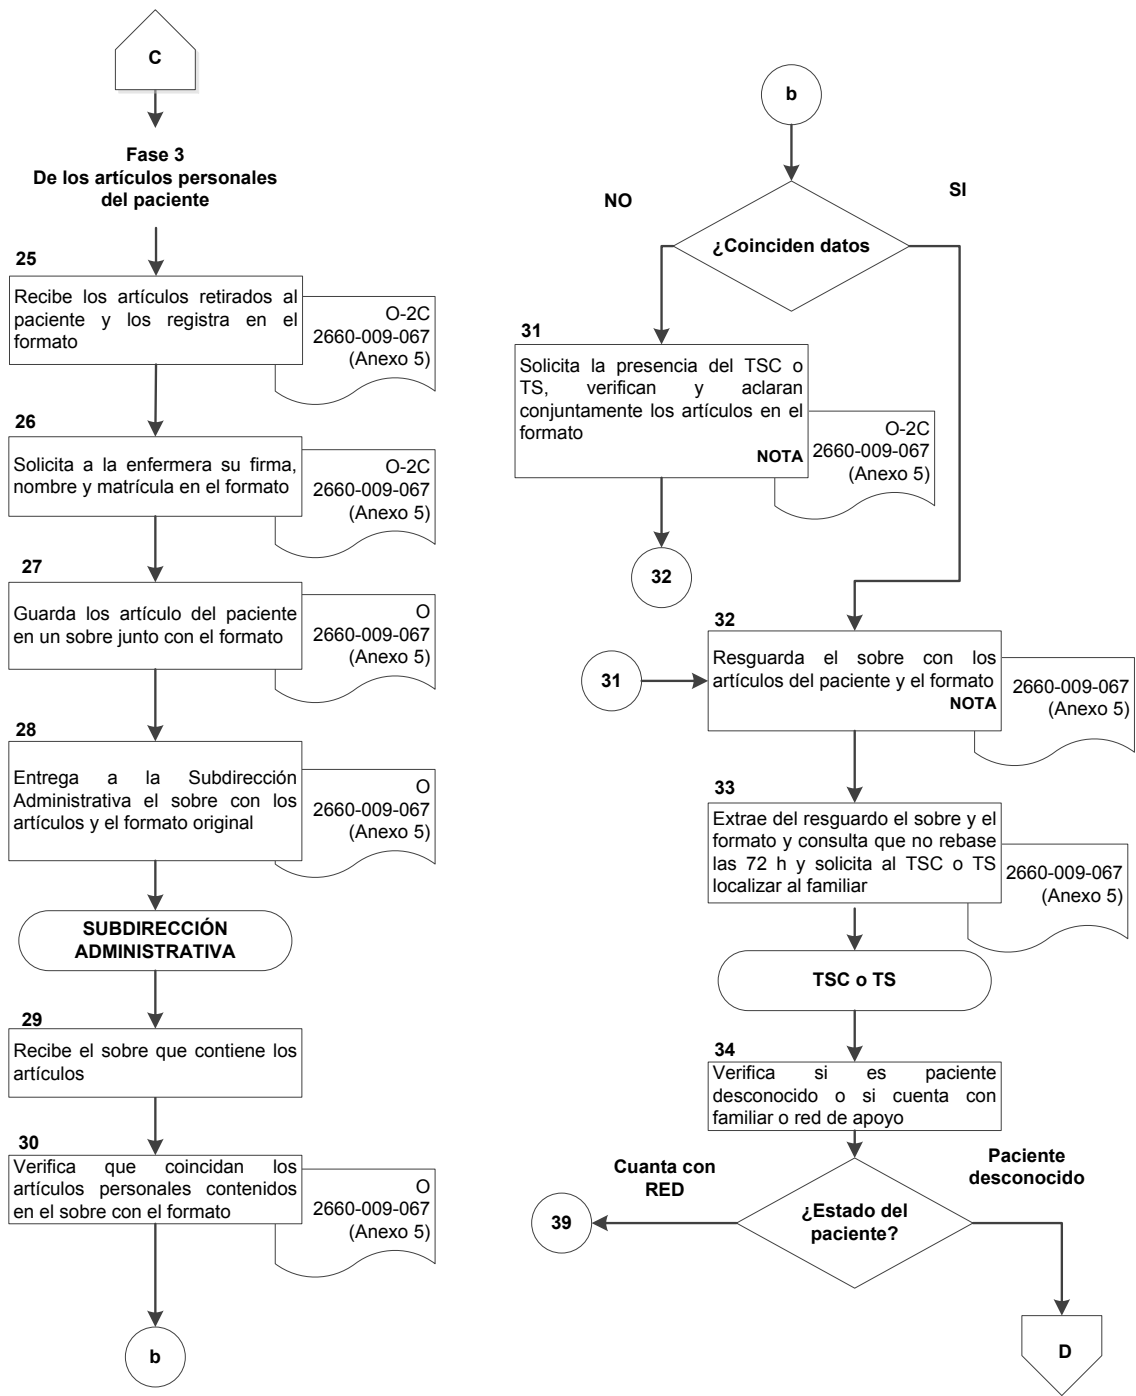 C
Fase 3
De los artículos personales
del paciente
25
Recibe los artículos retirados al
paciente y los registra en el
formato
O-2C
2660-009-067
(Anexo 5)
26
Solicita a la enfermera su firma,
nombre y matrícula en el formato
O-2C
2660-009-067
(Anexo 5)
27
Guarda los artículo del paciente
en un sobre junto con el formato
O
2660-009-067
(Anexo 5)
28
Entrega a la Subdirección
Administrativa el sobre con los
artículos y el formato original
O
2660-009-067
(Anexo 5)
SUBDIRECCIÓN
ADMINISTRATIVA
29
Recibe el sobre que contiene los
artículos
30
Verifica que coincidan los
artículos personales contenidos
en el sobre con el formato
O
2660-009-067
(Anexo 5)
b
b
NO
SI
¿Coinciden datos
31
Solicita la presencia del TSC o
TS, verifican y aclaran
conjuntamente los artículos en el
formato
NOTA
O-2C
2660-009-067
(Anexo 5)
32
32
31
Resguarda el sobre con los
artículos del paciente y el formato
NOTA
2660-009-067
(Anexo 5)
33
Extrae del resguardo el sobre y el
formato y consulta que no rebase
las 72 h y solicita al TSC o TS
localizar al familiar
2660-009-067
(Anexo 5)
TSC o TS
34
Verifica si es paciente
desconocido o si cuenta con
familiar o red de apoyo
Cuanta con
RED
Paciente
desconocido
¿Estado del
paciente?
39
D